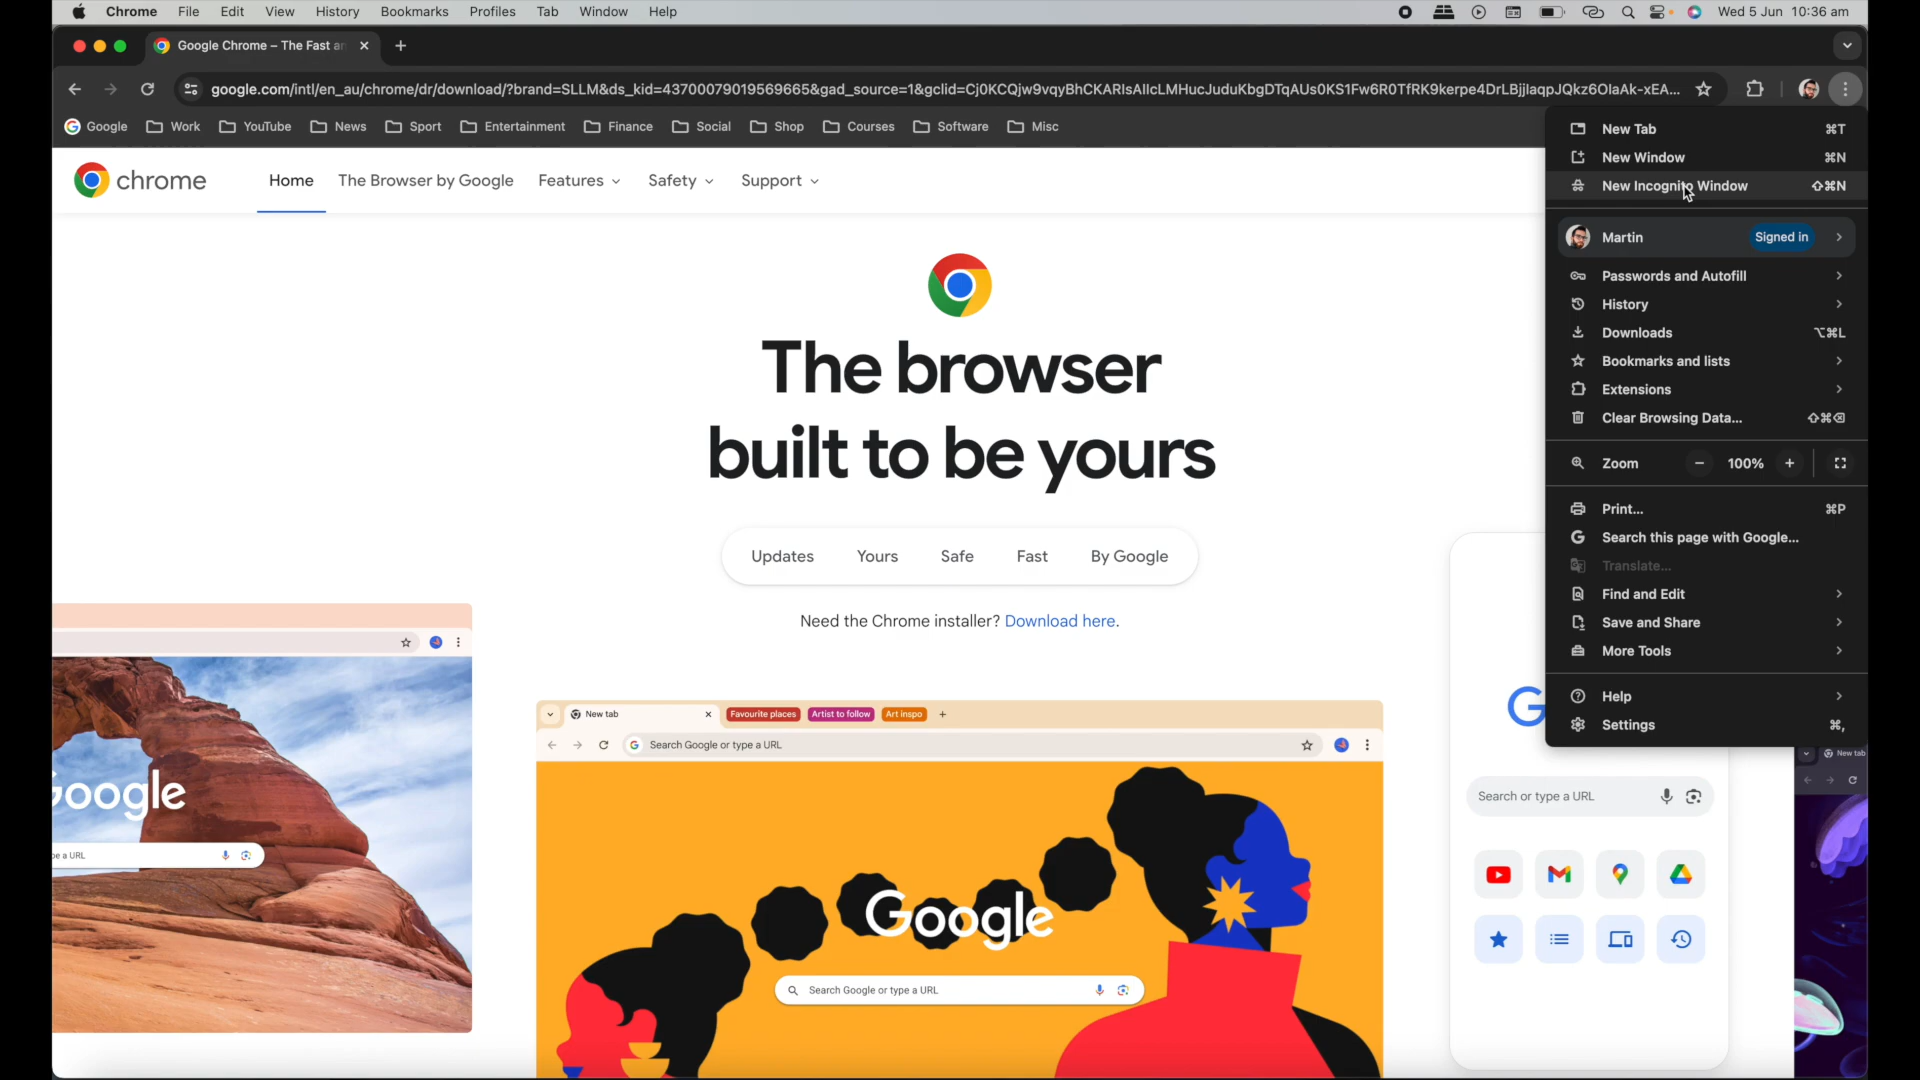 Chrome File Edit View History Bookmarks Profiles Tab Window Help Wed 5 Jun 10:36 am
Google Chrome – The Fast ar
google.com/intl/en_au/chrome/dr/download/?brand=SLLM&ds_kid=43700079019569665&gad_source=1&gclid=Cj0KCQjw9vqyBhCKARIsAIIcLMHucJuduKbgDTqAUs0KS1Fw6R0TfRK9kerpe4DrLBjjlaqpJQkz6OlaAk-xEA...
Google Work YouTube News Sport Entertainment Finance Social Shop Courses Software Misc
chrome Home The Browser by Google Features Safety Support
New Tab ⌘T
New Window ⌘N
New Incognito Window ⇧⌘N
Martin Signed in
Passwords and Autofill
History
Downloads ⌥⌘L
Bookmarks and lists
Extensions
Clear Browsing Data... ⇧⌘⌫
Zoom − 100% +
Print... ⌘P
Search this page with Google...
Translate...
Find and Edit
Save and Share
More Tools
Help
Settings ⌘,
The browser
built to be yours
Updates Yours Safe Fast By Google
Need the Chrome installer? Download here.
New tab Favourite places Artist to follow Art inspo
Search Google or type a URL
Google
Search Google or type a URL
oogle
pe a URL
G
Search or type a URL
New tab